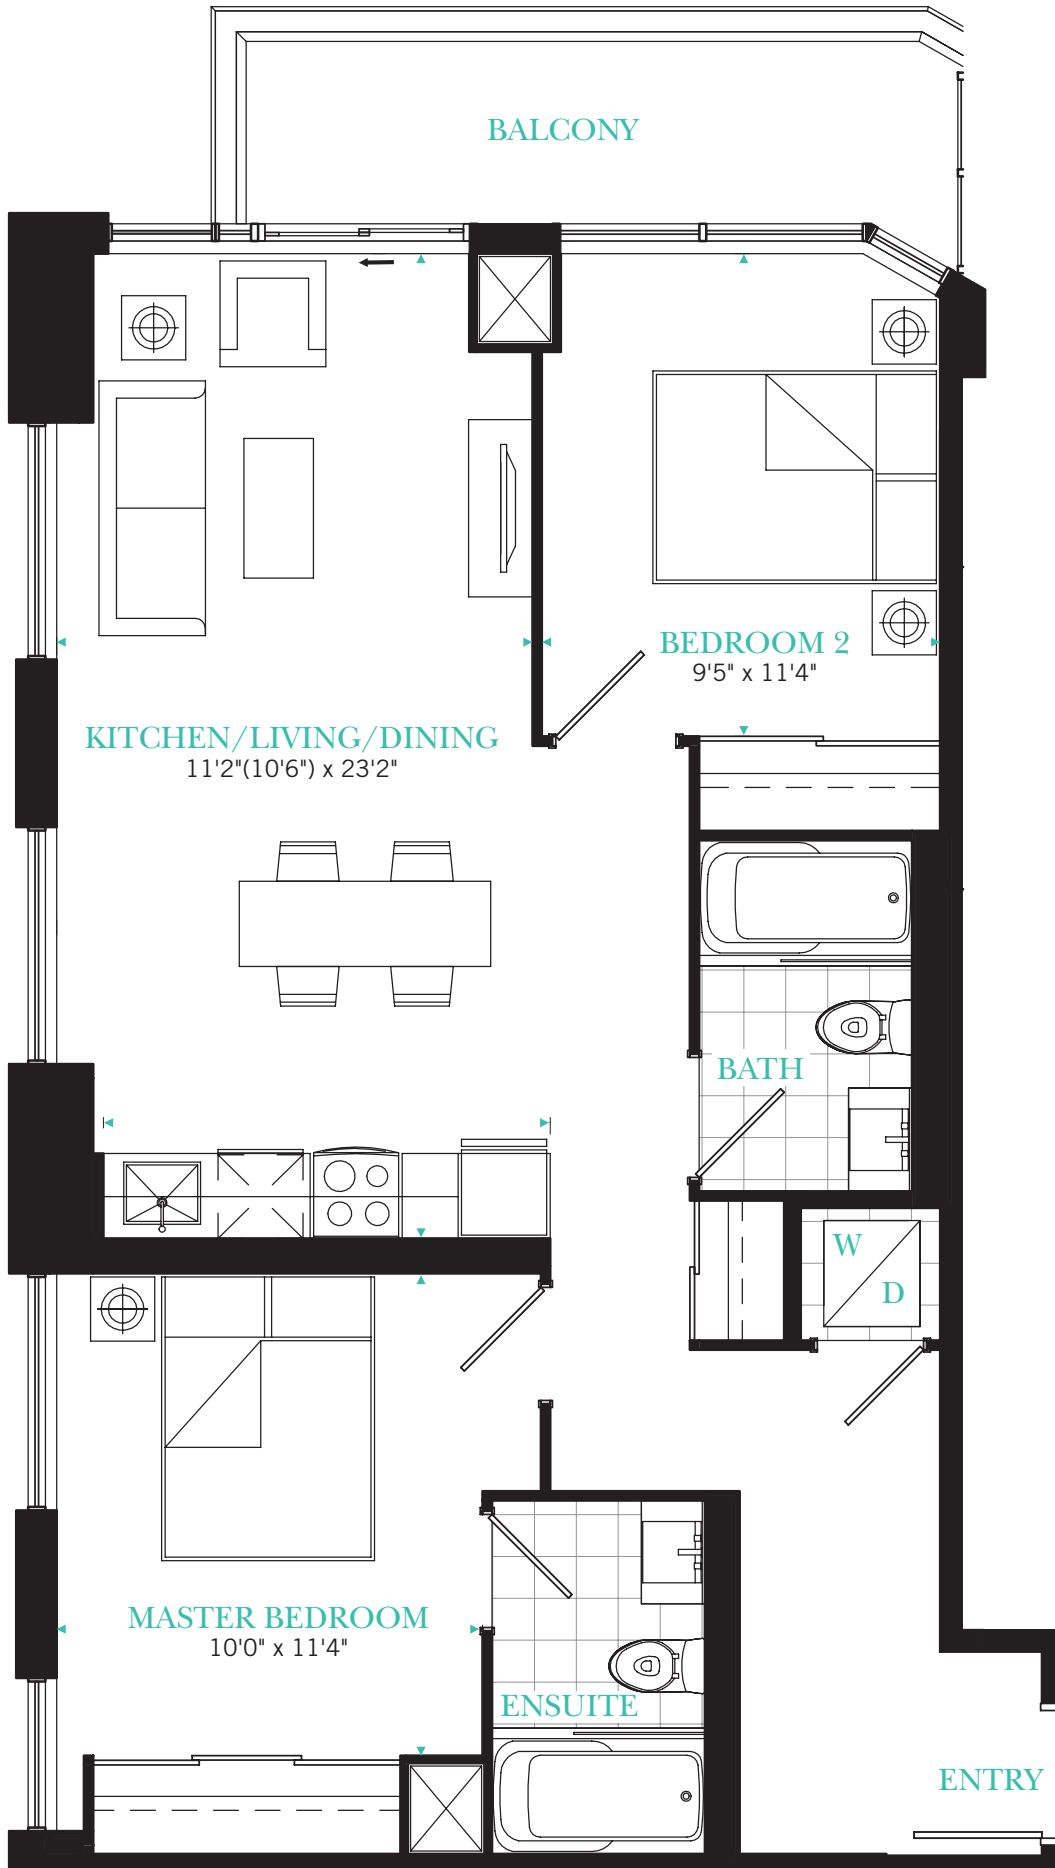 BALCONY
BEDROOM 2
9'5" x 11'4"
KITCHEN/LIVING/DINING
11'2"(10'6") x 23'2"
BATH
W
D
MASTER BEDROOM
10'0" x 11'4"
ENSUITE
ENTRY